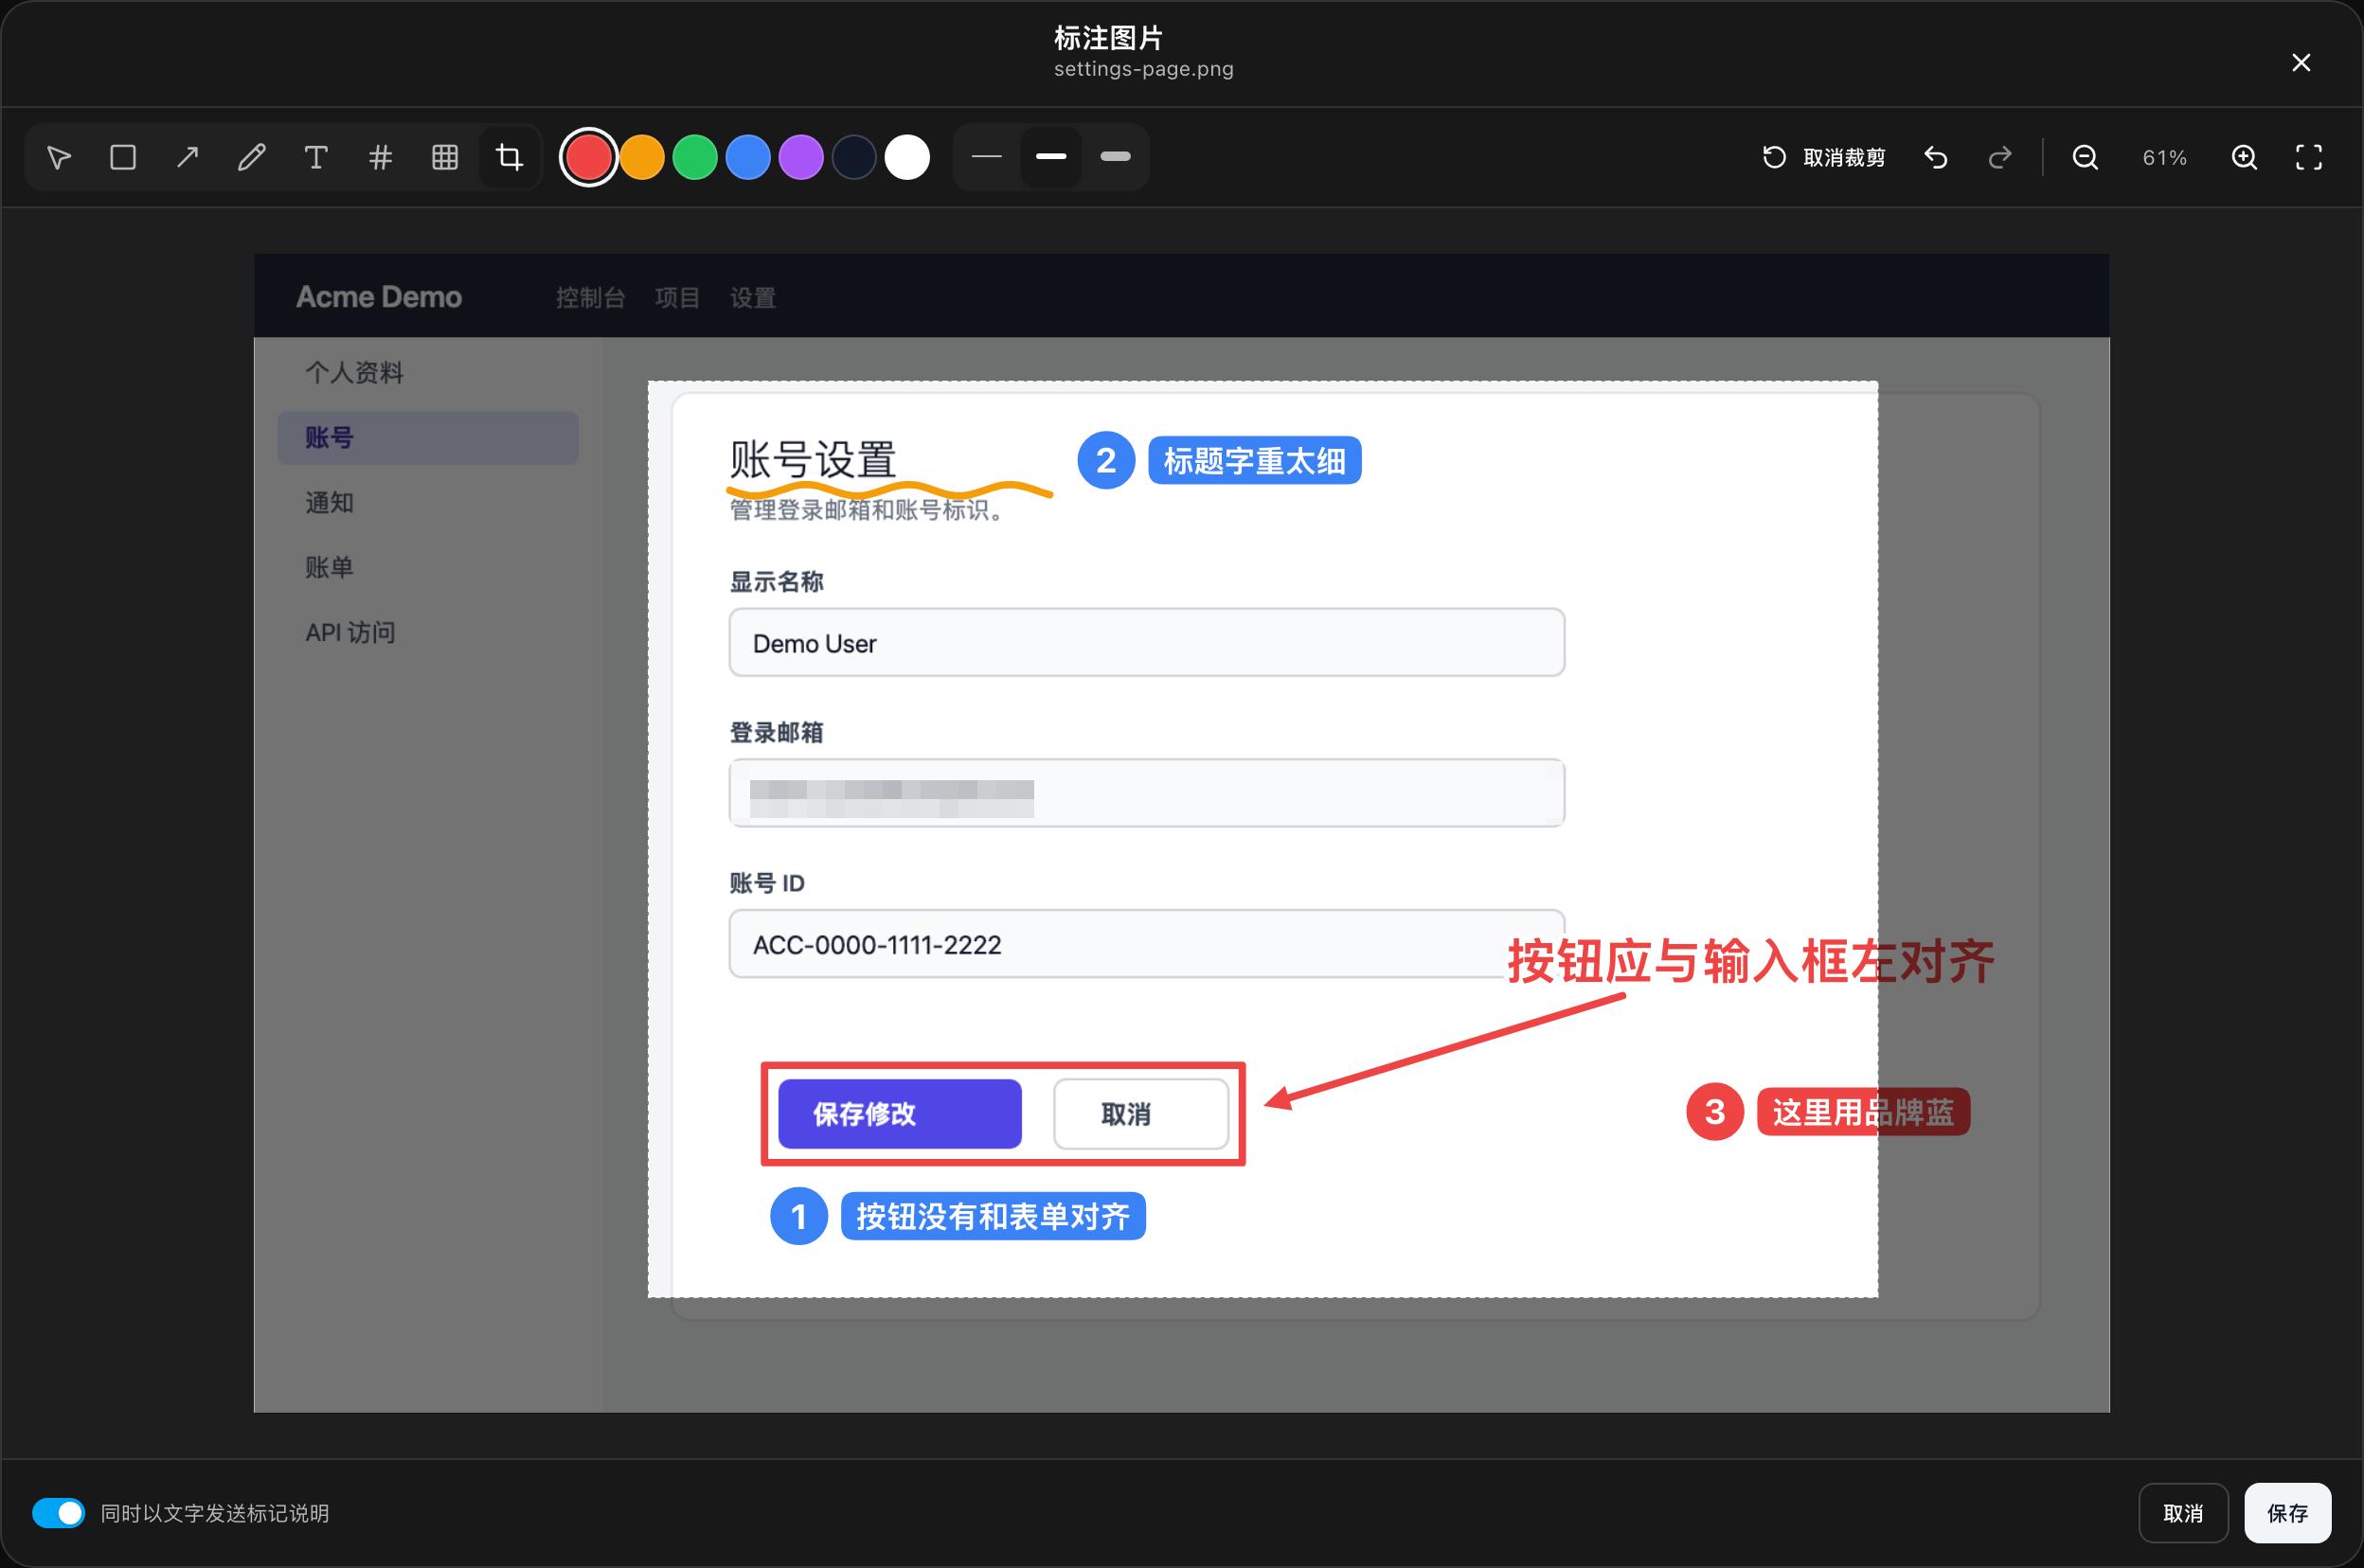 标注图片
settings-page.png
取消裁剪
61%
Acme Demo 控制台 项目 设置
个人资料
账号
通知
账单
API 访问
账号设置
2 标题字重太细
管理登录邮箱和账号标识。
显示名称
Demo User
登录邮箱
账号 ID
ACC-0000-1111-2222
按钮应与输入框左对齐
保存修改 取消
3 这里用品牌蓝
1 按钮没有和表单对齐
同时以文字发送标记说明
取消 保存